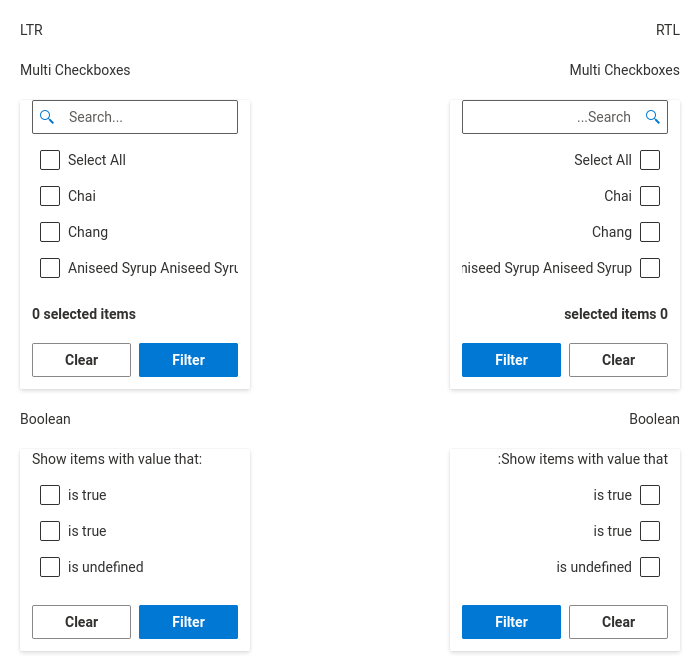 LTR
RTL
Multi Checkboxes
Multi Checkboxes
Search...
Select All
Chai
Chang
Aniseed Syrup Aniseed Syru
0 selected items
Clear
Filter
...Search
Select All
Chai
Chang
niseed Syrup Aniseed Syrup
selected items 0
Filter
Clear
Boolean
Boolean
Show items with value that:
is true
is true
is undefined
Clear
Filter
:Show items with value that
is true
is true
is undefined
Filter
Clear